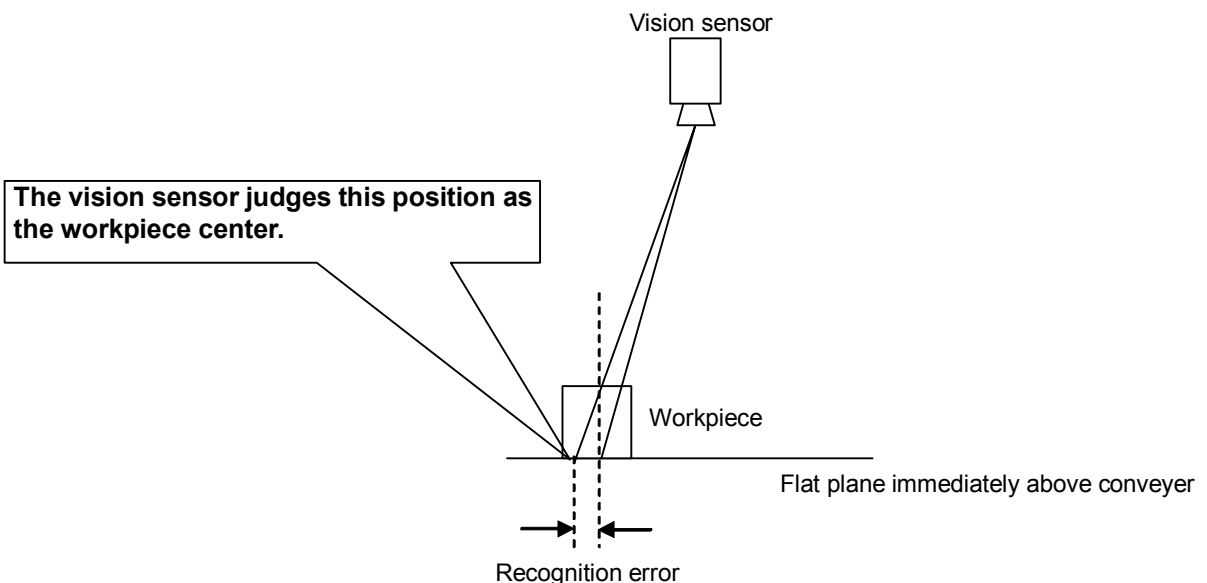 Vision sensor
The vision sensor judges this position as
the workpiece center.
Workpiece
Flat plane immediately above conveyer
Recognition error